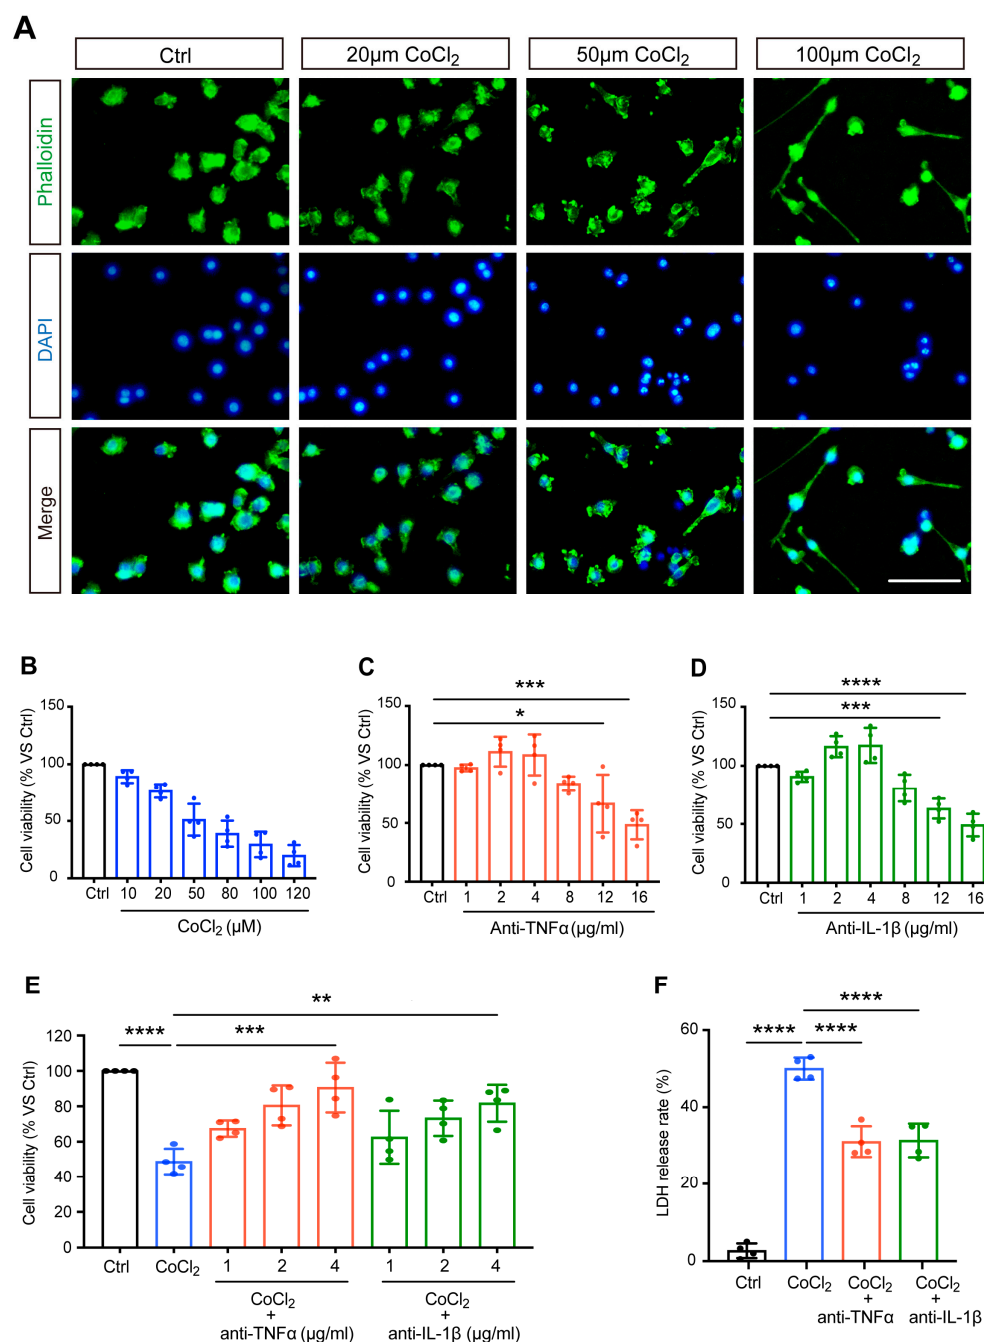 A
Ctrl
20μm CoCl2
50μm CoCl2
100μm CoCl2
Phalloidin
DAPI
Merge
B
Cell viability (% VS Ctrl)
150
100
50
0
Ctrl 10 20 50 80 100 120
CoCl2 (μM)
C
Cell viability (% VS Ctrl)
150
100
50
0
***
*
Ctrl 1 2 4 8 12 16
Anti-TNFα (μg/ml)
D
Cell viability (% VS Ctrl)
150
100
50
0
****
***
Ctrl 1 2 4 8 12 16
Anti-IL-1β (μg/ml)
E
Cell viability (% VS Ctrl)
120
100
80
60
40
20
0
**
**** ***
Ctrl CoCl2 1 2 4 1 2 4
CoCl2
+
anti-TNFα (μg/ml)
CoCl2
+
anti-IL-1β (μg/ml)
F
LDH release rate (%)
60
40
20
0
****
**** ****
Ctrl
CoCl2
CoCl2
+
anti-TNFα
CoCl2
+
anti-IL-1β